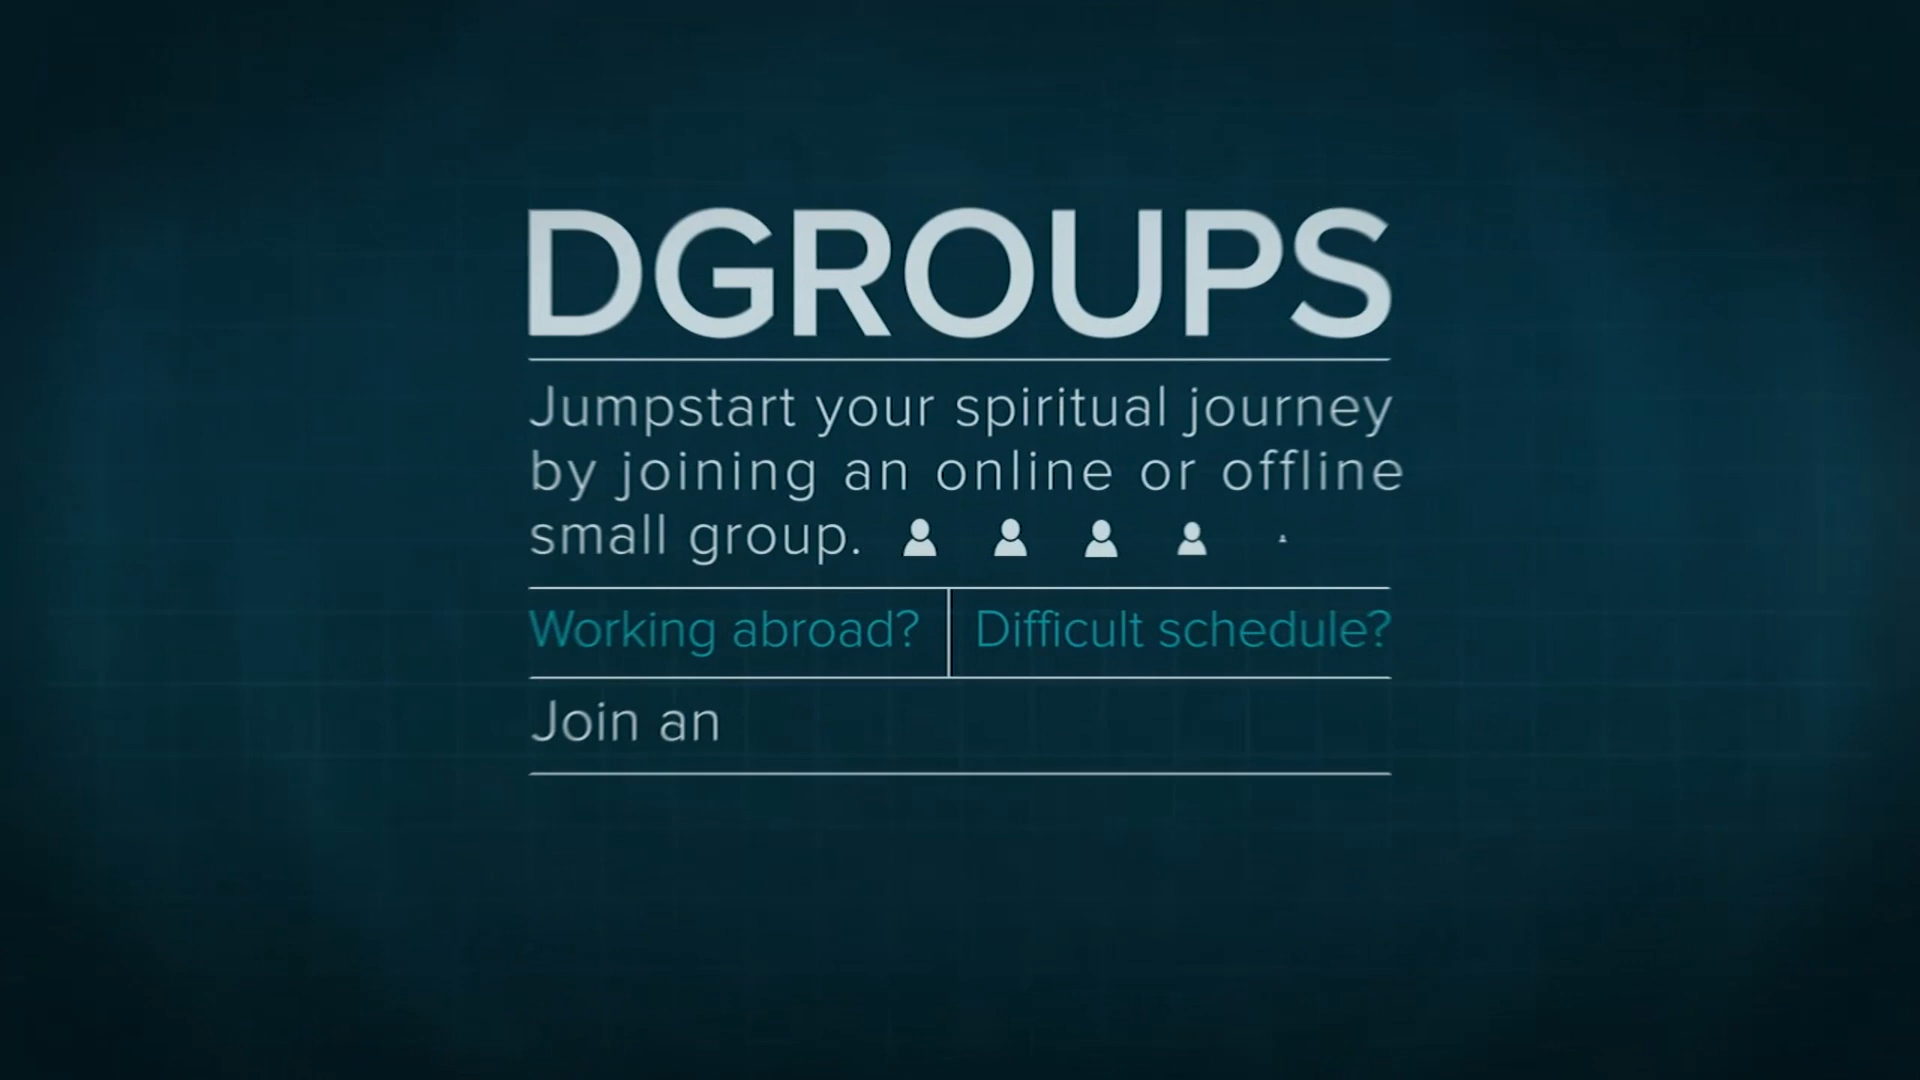 DGROUPS
Jumpstart your spiritual journey
by joining an online or offline
small group.
Working abroad? Difficult schedule?
Join an